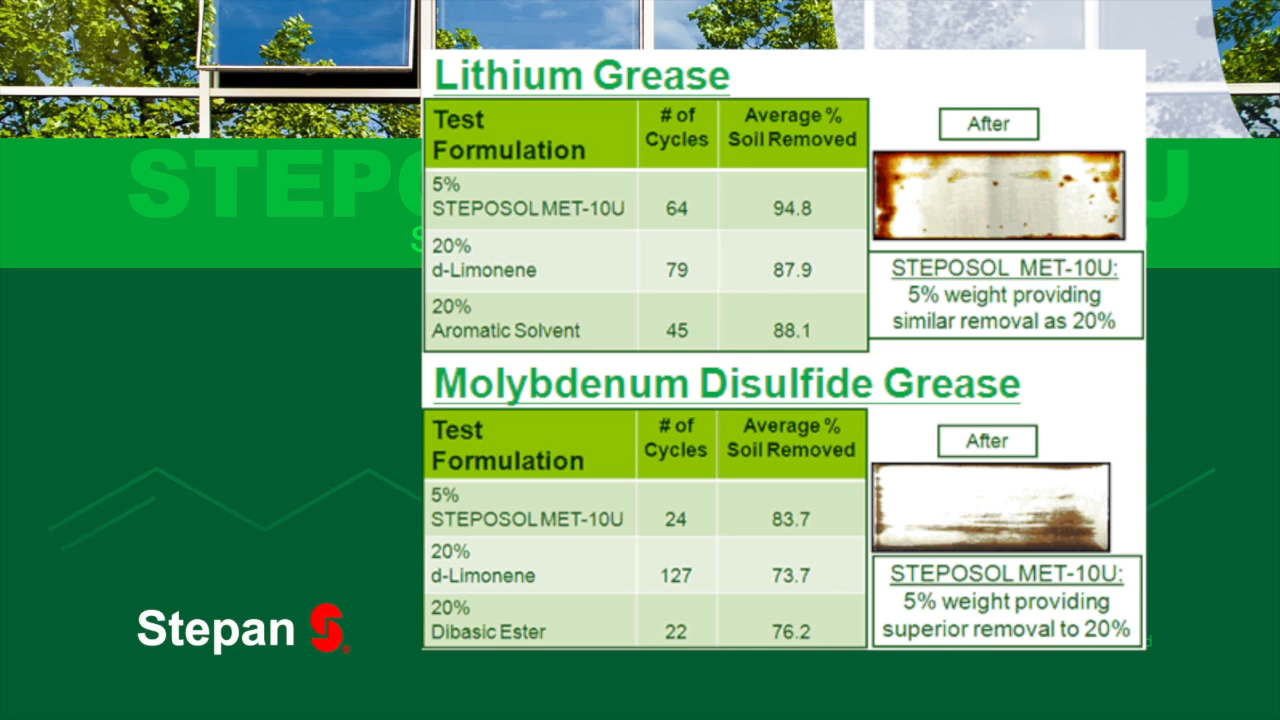 Lithium Grease
Test
Formulation
# of
Cycles
Average %
Soil Removed
5%
STEPOSOL MET-10U
64
94.8
20%
d-Limonene
79
87.9
20%
Aromatic Solvent
45
88.1
After
STEPOSOL MET-10U:
5% weight providing
similar removal as 20%
Molybdenum Disulfide Grease
Test
Formulation
# of
Cycles
Average %
Soil Removed
5%
STEPOSOL MET-10U
24
83.7
20%
d-Limonene
127
73.7
20%
Dibasic Ester
22
76.2
After
STEPOSOL MET-10U:
5% weight providing
superior removal to 20%
Stepan